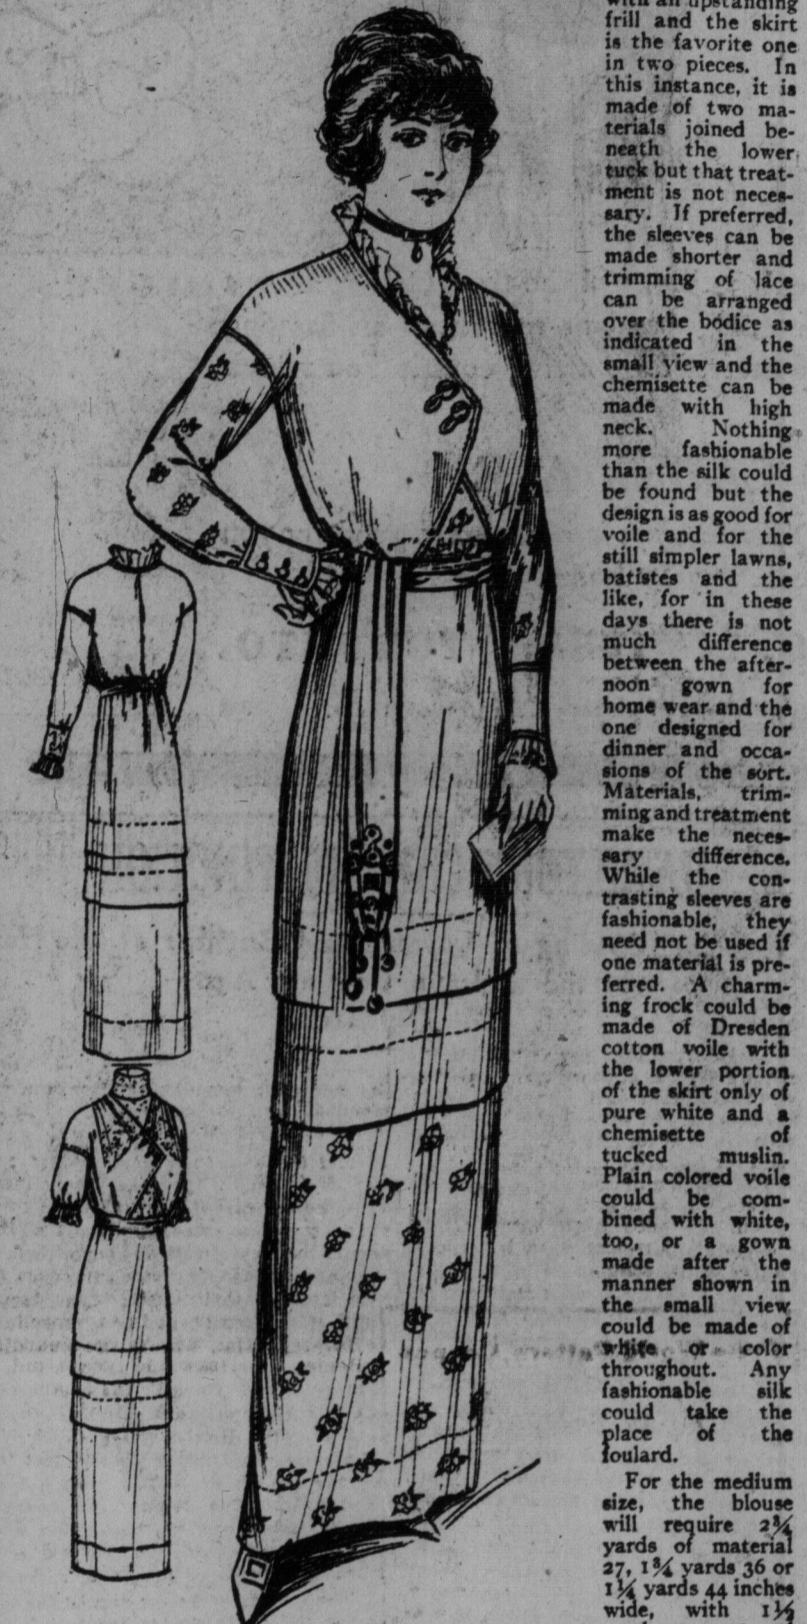 with an upstanding
frill and the skirt
is the favorite one
in two pieces. In
this instance, it is
made of two ma-
terials joined be-
neath the lower
tuck but that treat-
ment is not neces-
sary. If preferred,
the sleeves can be
made shorter and
trimming of lace
can be arranged
over the bodice as
indicated in the
small view and the
chemisette can be
made with high
neck. Nothing
more fashionable
than the silk could
be found but the
design is as good for
voile and for the
still simpler lawns,
batistes and the
like, for in these
days there is not
much difference
between the after-
noon gown for
home wear and the
one designed for
dinner and occa-
sions of the sort.
Materials, trim-
ming and treatment
make the neces-
sary difference.
While the con-
trasting sleeves are
fashionable, they
need not be used if
one material is pre-
ferred. A charm-
ing frock could be
made of Dresden
cotton voile with
the lower portion
of the skirt only of
pure white and a
chemisette of
tucked muslin.
Plain colored voile
could be com-
bined with white,
too, or a gown
made after the
manner shown in
the small view
could be made of
white or color
throughout. Any
fashionable silk
could take the
place of the
foulard.
For the medium
size, the blouse
will require 2¾
yards of material
27, 1¾ yards 36 or
1¼ yards 44 inches
wide, with 1½